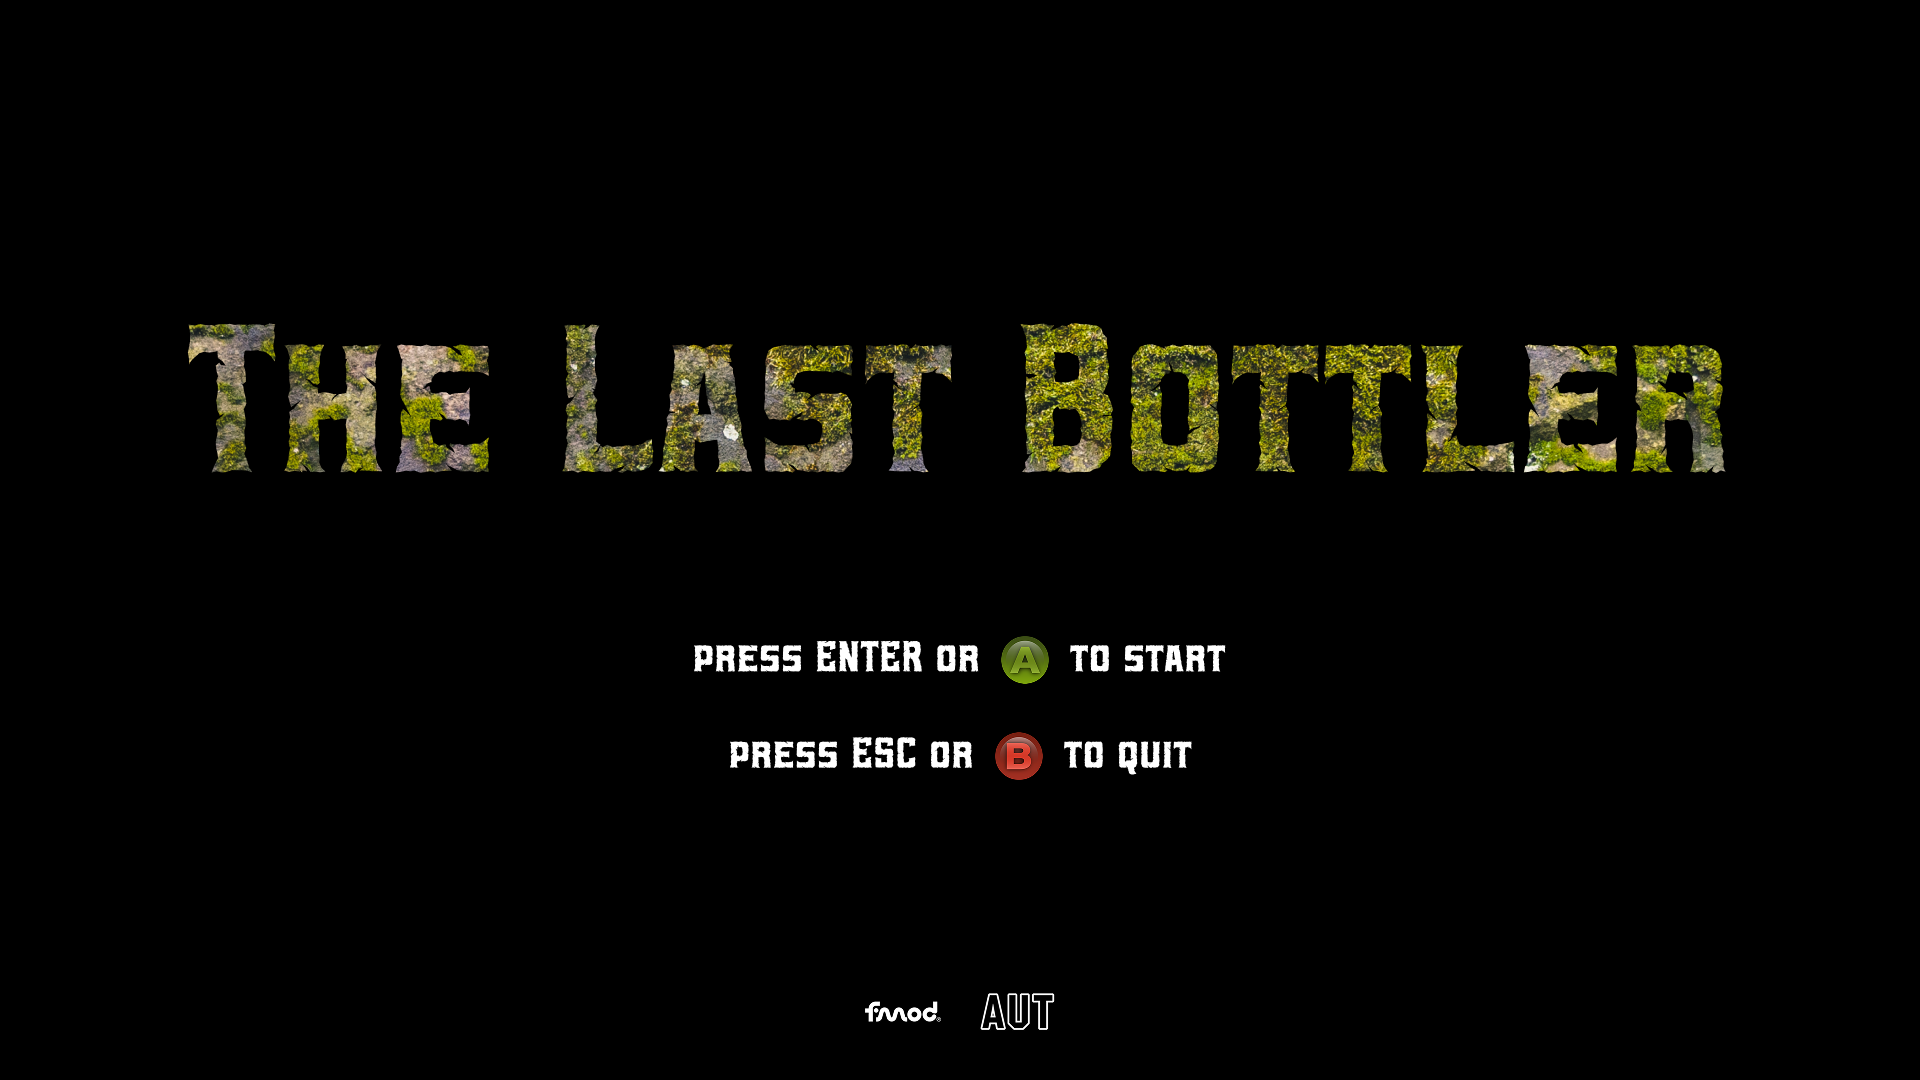 The Last Bottler
PRESS ENTER OR A TO START
PRESS ESC OR B TO QUIT
fmod® AUT